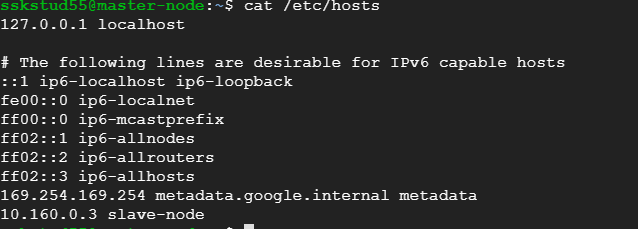 sskstud55@master-node:~$ cat /etc/hosts
127.0.0.1 localhost

# The following lines are desirable for IPv6 capable hosts
::1 ip6-localhost ip6-loopback
fe00::0 ip6-localnet
ff00::0 ip6-mcastprefix
ff02::1 ip6-allnodes
ff02::2 ip6-allrouters
ff02::3 ip6-allhosts
169.254.169.254 metadata.google.internal metadata
10.160.0.3 slave-node